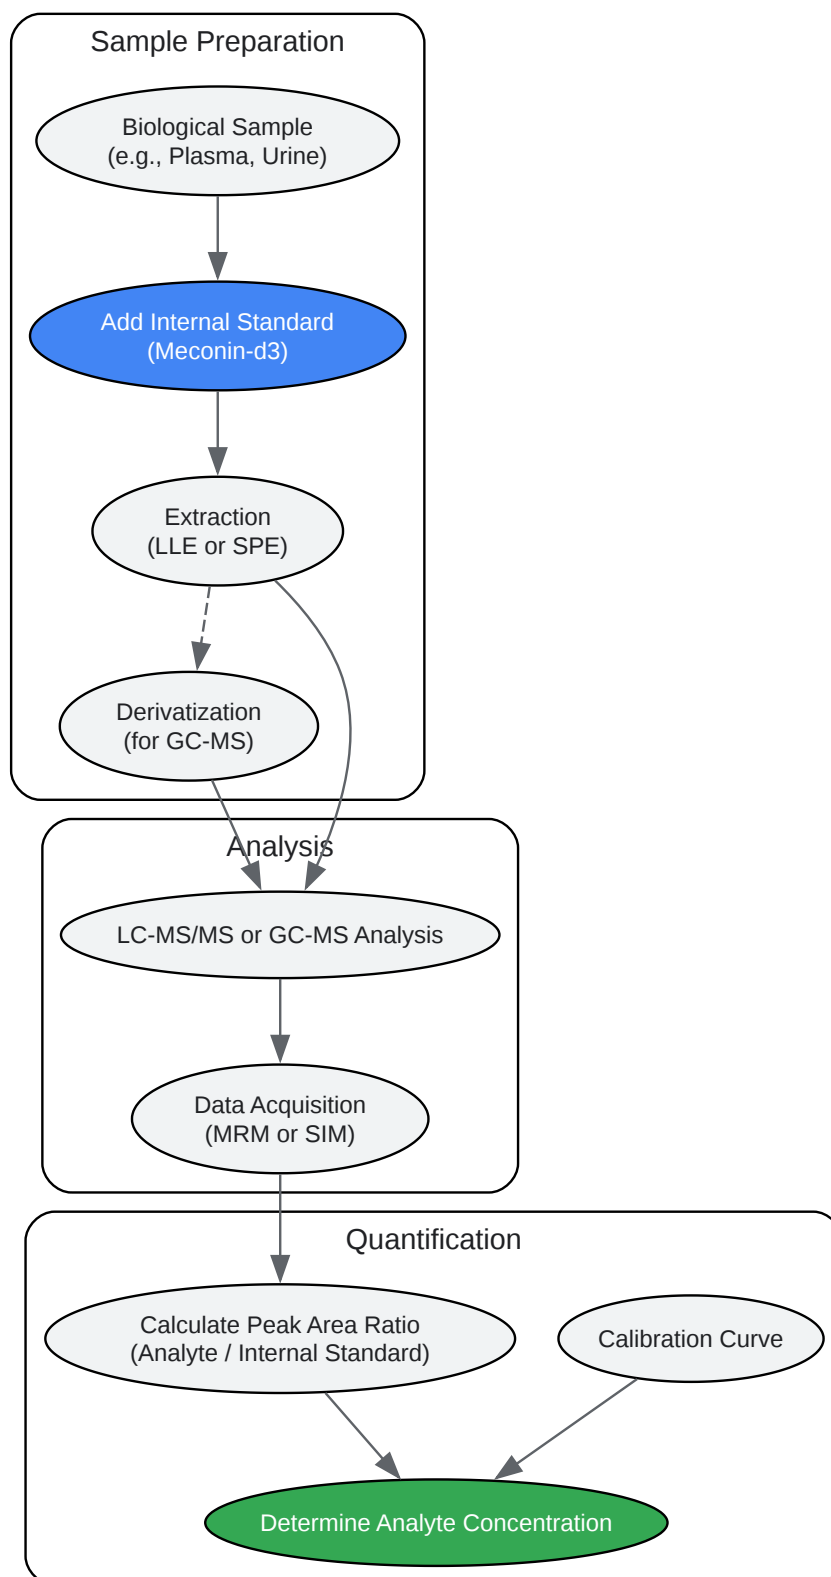 Sample Preparation
Biological Sample
(e.g., Plasma, Urine)
Add Internal Standard
(Meconin-d3)
Extraction
(LLE or SPE)
Derivatization
(for GC-MS)
Analysis
LC-MS/MS or GC-MS Analysis
Data Acquisition
(MRM or SIM)
Quantification
Calculate Peak Area Ratio
(Analyte / Internal Standard)
Calibration Curve
Determine Analyte Concentration